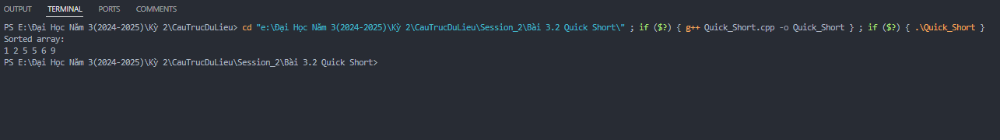 OUTPUT TERMINAL PORTS COMMENTS
PS E:\Đại Học Năm 3(2024-2025)\Kỳ 2\CauTrucDuLieu> cd "e:\Đại Học Năm 3(2024-2025)\Kỳ 2\CauTrucDuLieu\Session_2\Bài 3.2 Quick Short\" ; if ($?) { g++ Quick_Short.cpp -o Quick_Short } ; if ($?) { .\Quick_Short }
Sorted array:
1 2 5 5 6 9
PS E:\Đại Học Năm 3(2024-2025)\Kỳ 2\CauTrucDuLieu\Session_2\Bài 3.2 Quick Short>